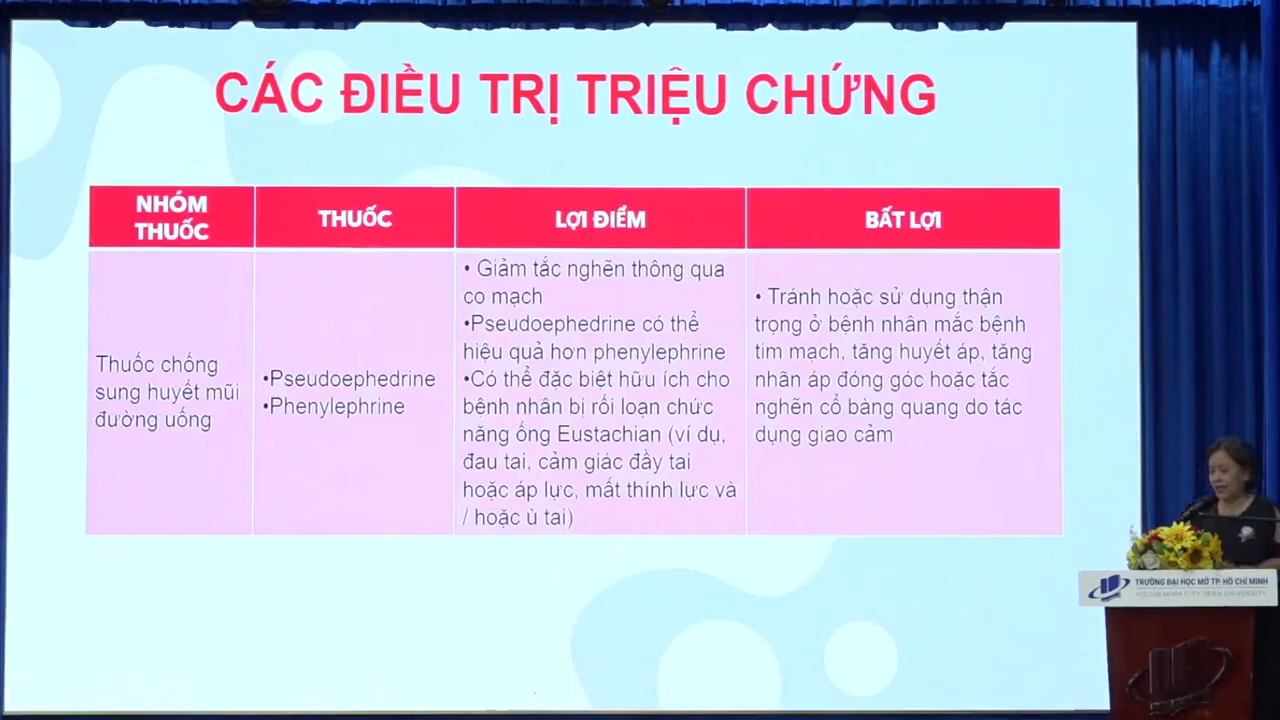 CÁC ĐIỀU TRỊ TRIỆU CHỨNG
NHÓM
THUỐC
THUỐC
LỢI ĐIỂM
BẤT LỢI
Thuốc chống
sung huyết mũi
đường uống
•Pseudoephedrine
•Phenylephrine
• Giảm tắc nghẽn thông qua
co mạch
•Pseudoephedrine có thể
hiệu quả hơn phenylephrine
•Có thể đặc biệt hữu ích cho
bệnh nhân bị rối loạn chức
năng ống Eustachian (ví dụ,
đau tai, cảm giác đầy tai
hoặc áp lực, mất thính lực và
/ hoặc ù tai)
• Tránh hoặc sử dụng thận
trọng ở bệnh nhân mắc bệnh
tim mạch, tăng huyết áp, tăng
nhãn áp đóng góc hoặc tắc
nghẽn cổ bàng quang do tác
dụng giao cảm
TRƯỜNG ĐẠI HỌC MỞ TP. HỒ CHÍ MINH
HO CHI MINH CITY OPEN UNIVERSITY